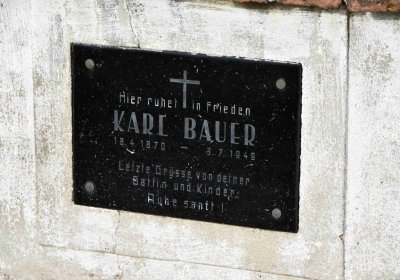 Hier ruhet in Frieden
KARL BAUER
18.4.1870 – 3.7.1949
Letzte Grüsse von deiner
Gattin und Kinder.
Ruhe sanft!